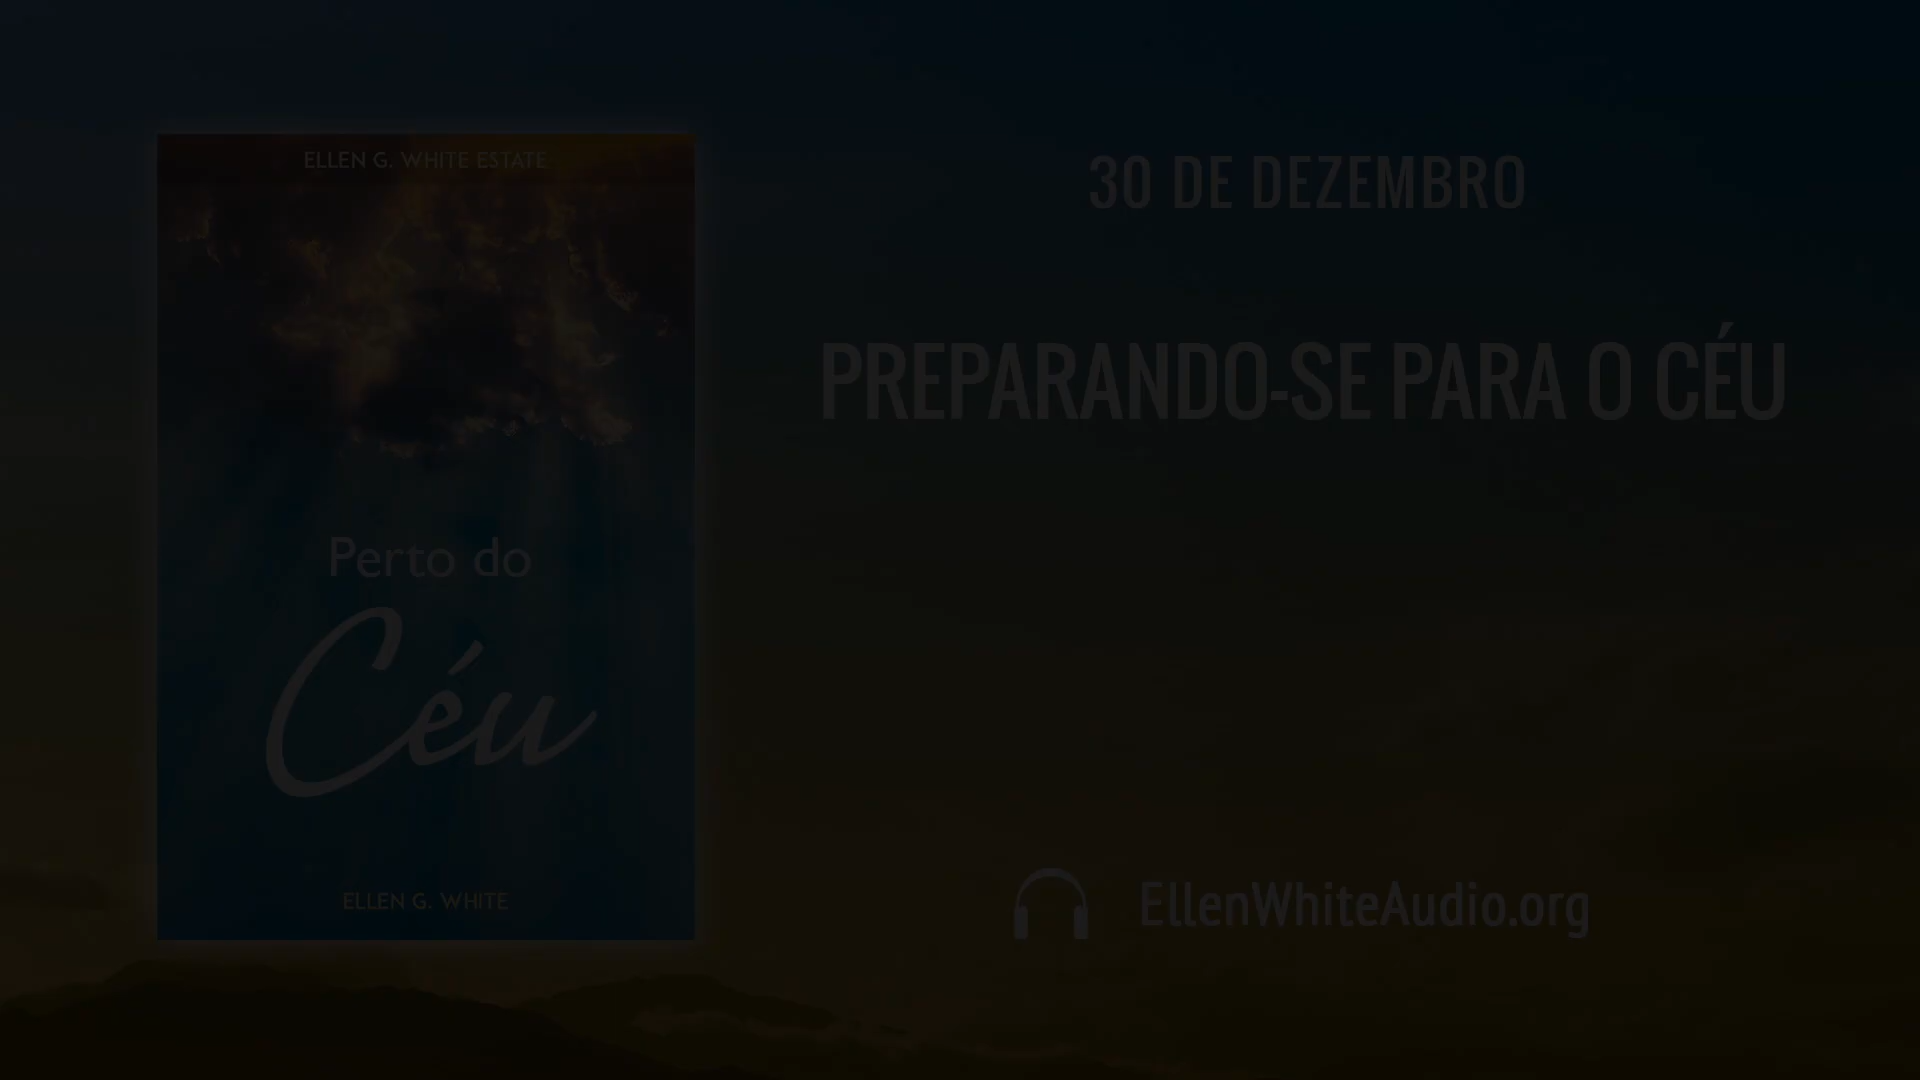 ELLEN G. WHITE ESTATE
Perto do
Céu
ELLEN G. WHITE
30 DE DEZEMBRO
PREPARANDO-SE PARA O CÉU
EllenWhiteAudio.org